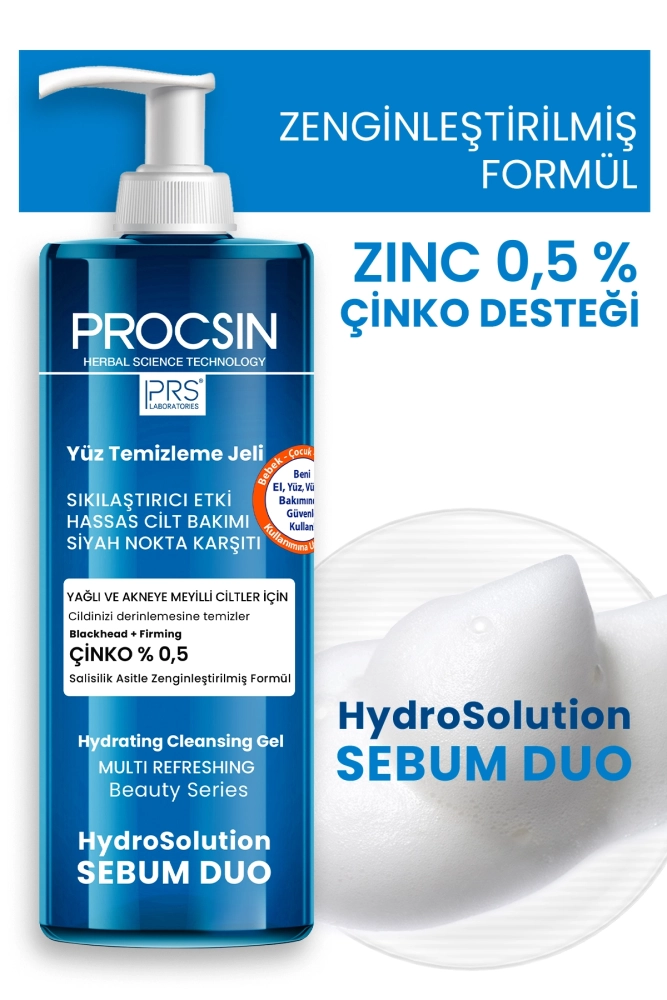 ZENGİNLEŞTİRİLMİŞ
FORMÜL
ZINC 0,5 %
ÇİNKO DESTEĞİ
PROCSIN
HERBAL SCIENCE TECHNOLOGY
PRS®
LABORATORIES
Yüz Temizleme Jeli
SIKILAŞTIRICI ETKİ
HASSAS CİLT BAKIMI
SİYAH NOKTA KARŞITI
Bebek - Çocuk
Beni
El, Yüz,
Kullanımına
YAĞLI VE AKNEYE MEYİLLİ CİLTLER İÇİN
Cildinizi derinlemesine temizler
Blackhead + Firming
ÇİNKO % 0,5
Salisilik Asitle Zenginleştirilmiş Formül
Hydrating Cleansing Gel
MULTI REFRESHING
Beauty Series
HydroSolution
SEBUM DUO
HydroSolution
SEBUM DUO